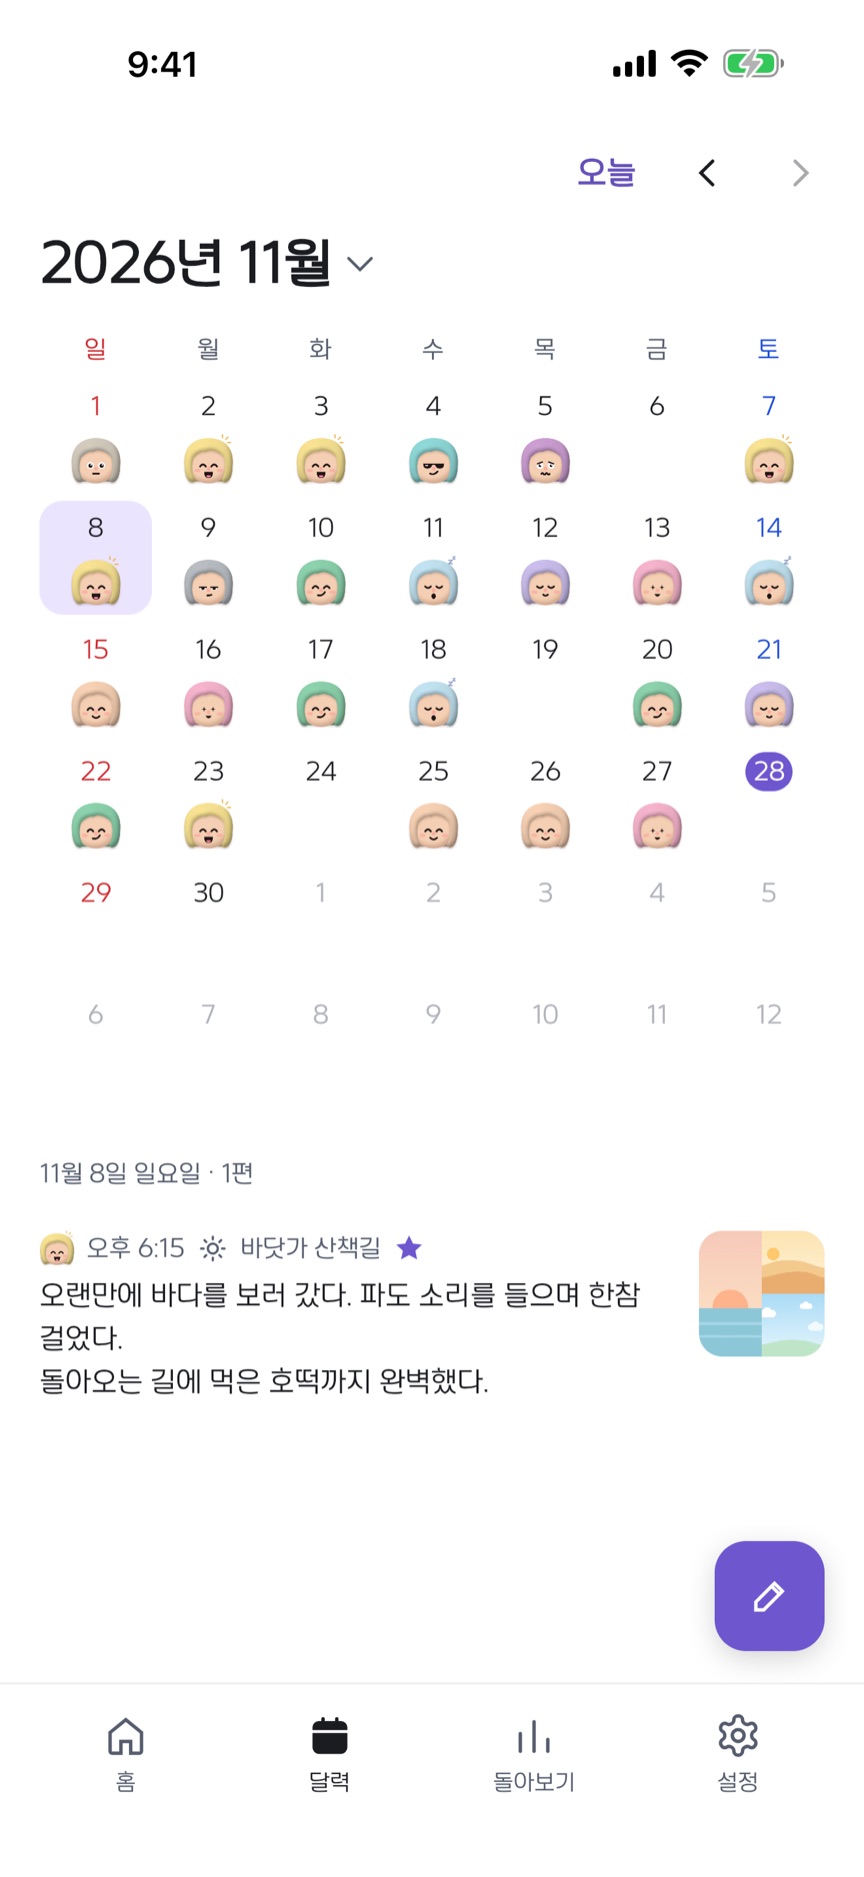 9:41
오늘
2026년 11월
일 월 화 수 목 금 토
1 2 3 4 5 6 7
8 9 10 11 12 13 14
15 16 17 18 19 20 21
22 23 24 25 26 27 28
29 30 1 2 3 4 5
6 7 8 9 10 11 12
11월 8일 일요일 · 1편
오후 6:15 바닷가 산책길
오랜만에 바다를 보러 갔다. 파도 소리를 들으며 한참
걸었다.
돌아오는 길에 먹은 호떡까지 완벽했다.
홈 달력 돌아보기 설정